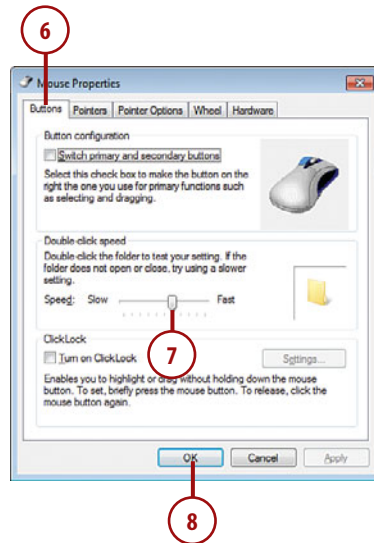 6
Mouse Properties
Buttons Pointers Pointer Options Wheel Hardware
Button configuration
Switch primary and secondary buttons
Select this check box to make the button on the
right the one you use for primary functions such
as selecting and dragging.
Double-click speed
Double-click the folder to test your setting. If the
folder does not open or close, try using a slower
setting.
Speed: Slow Fast
ClickLock
7
Turn on ClickLock Settings...
Enables you to highlight or drag without holding down the mouse
button. To set, briefly press the mouse button. To release, click the
mouse button again.
OK Cancel Apply
8